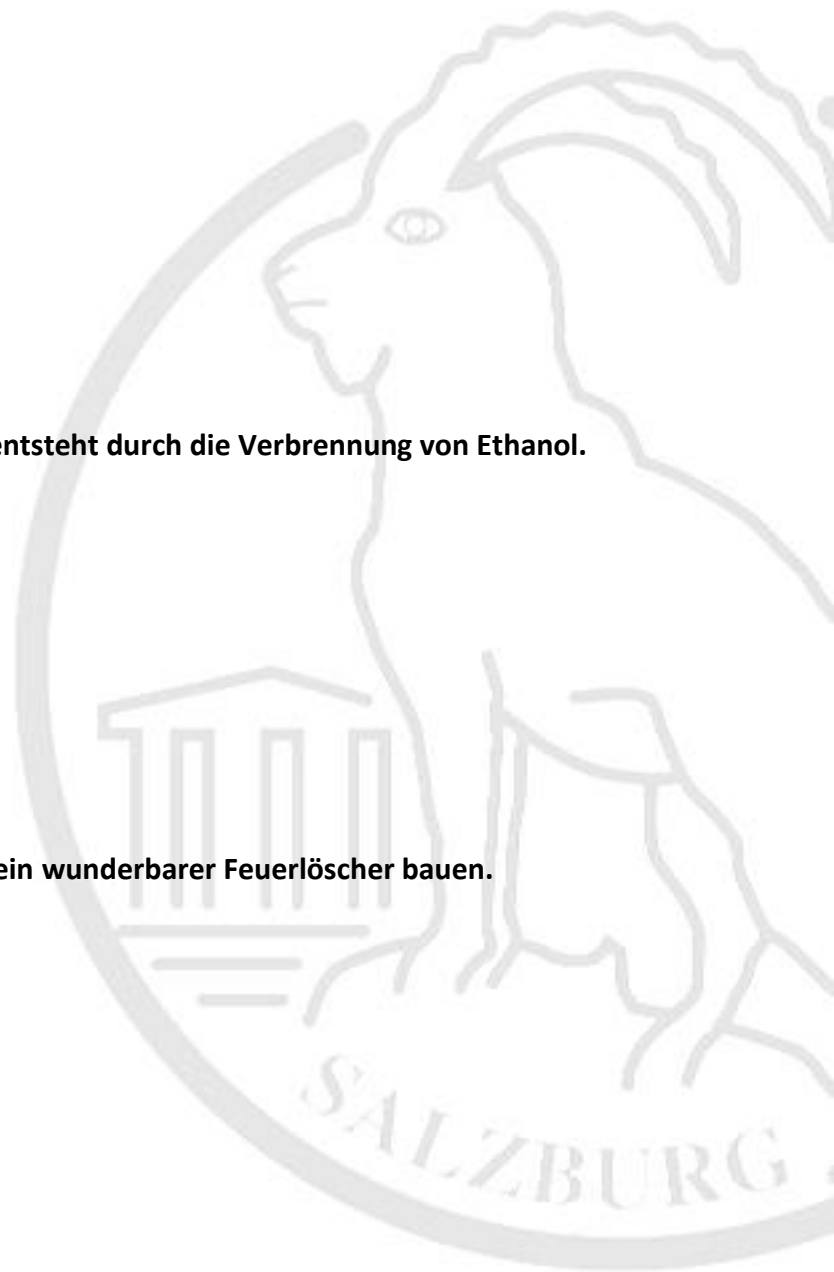 entsteht durch die Verbrennung von Ethanol.
ein wunderbarer Feuerlöscher bauen.
SALZBURG